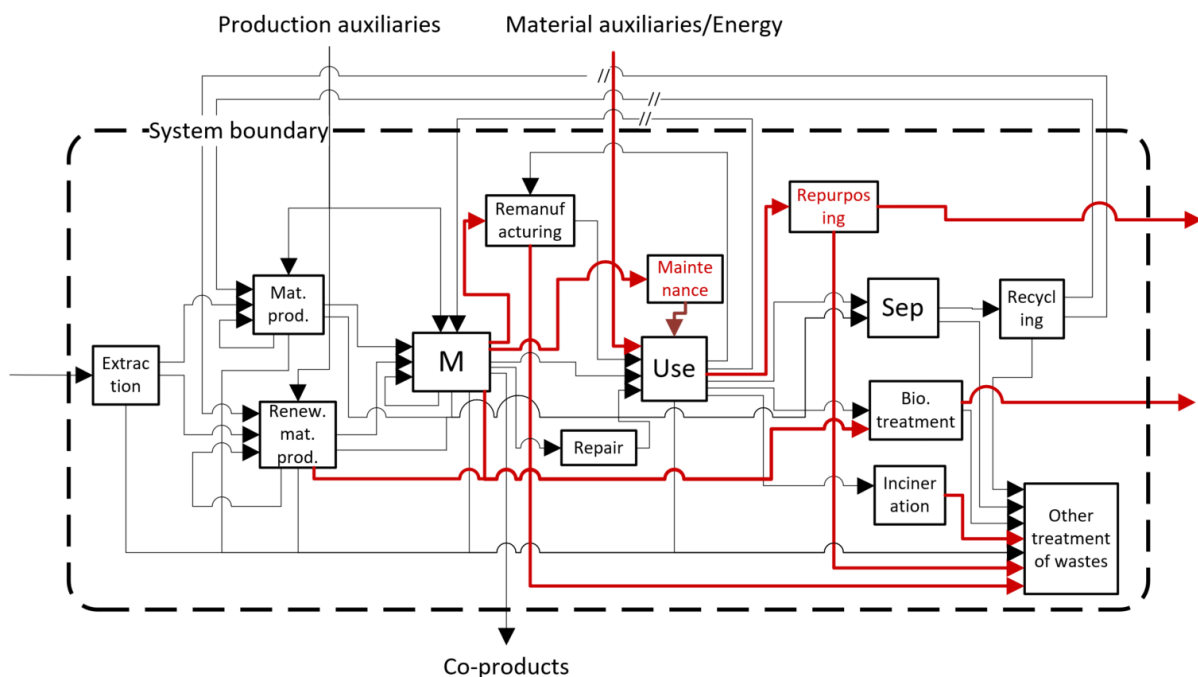 Production auxiliaries
Material auxiliaries/Energy
System boundary
Remanuf
acturing
Repurpos
ing
Mainte
nance
Mat.
prod.
Sep
Recycl
ing
M
Use
Extrac
tion
Renew.
mat.
prod.
Bio.
treatment
Repair
Inciner
ation
Other
treatment
of wastes
Co-products